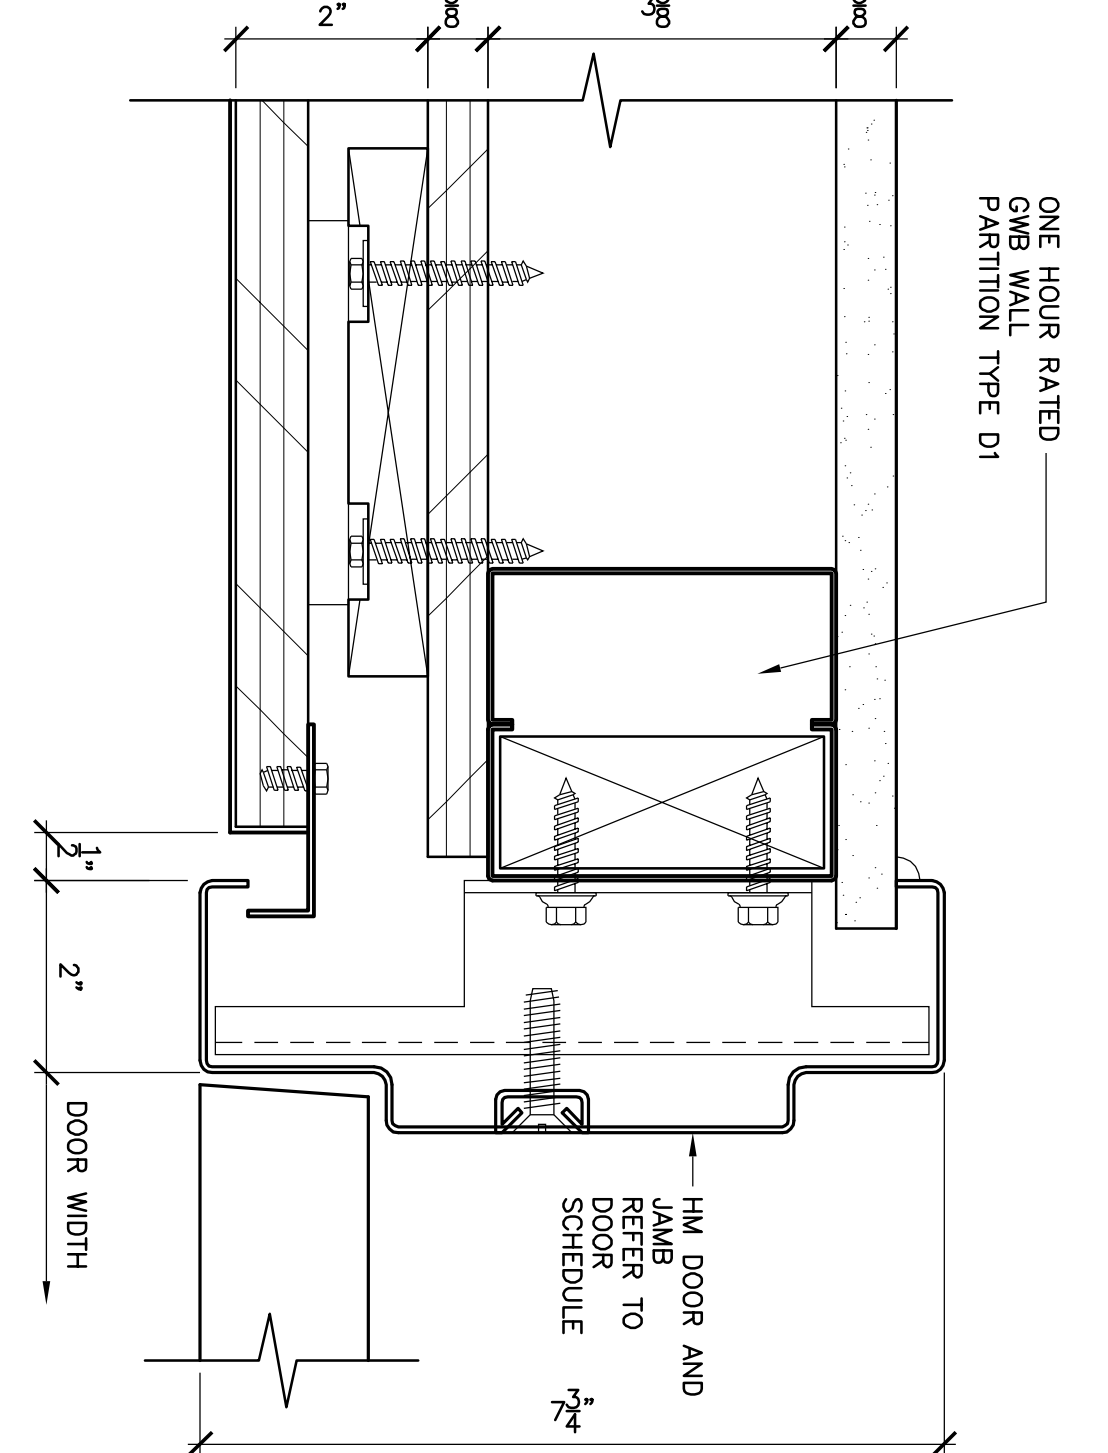 2"
ONE HOUR RATED
GWB WALL
PARTITION TYPE D1
1/2"
2"
DOOR WIDTH
HM DOOR AND
JAMB
REFER TO
DOOR
SCHEDULE
7 3/4"